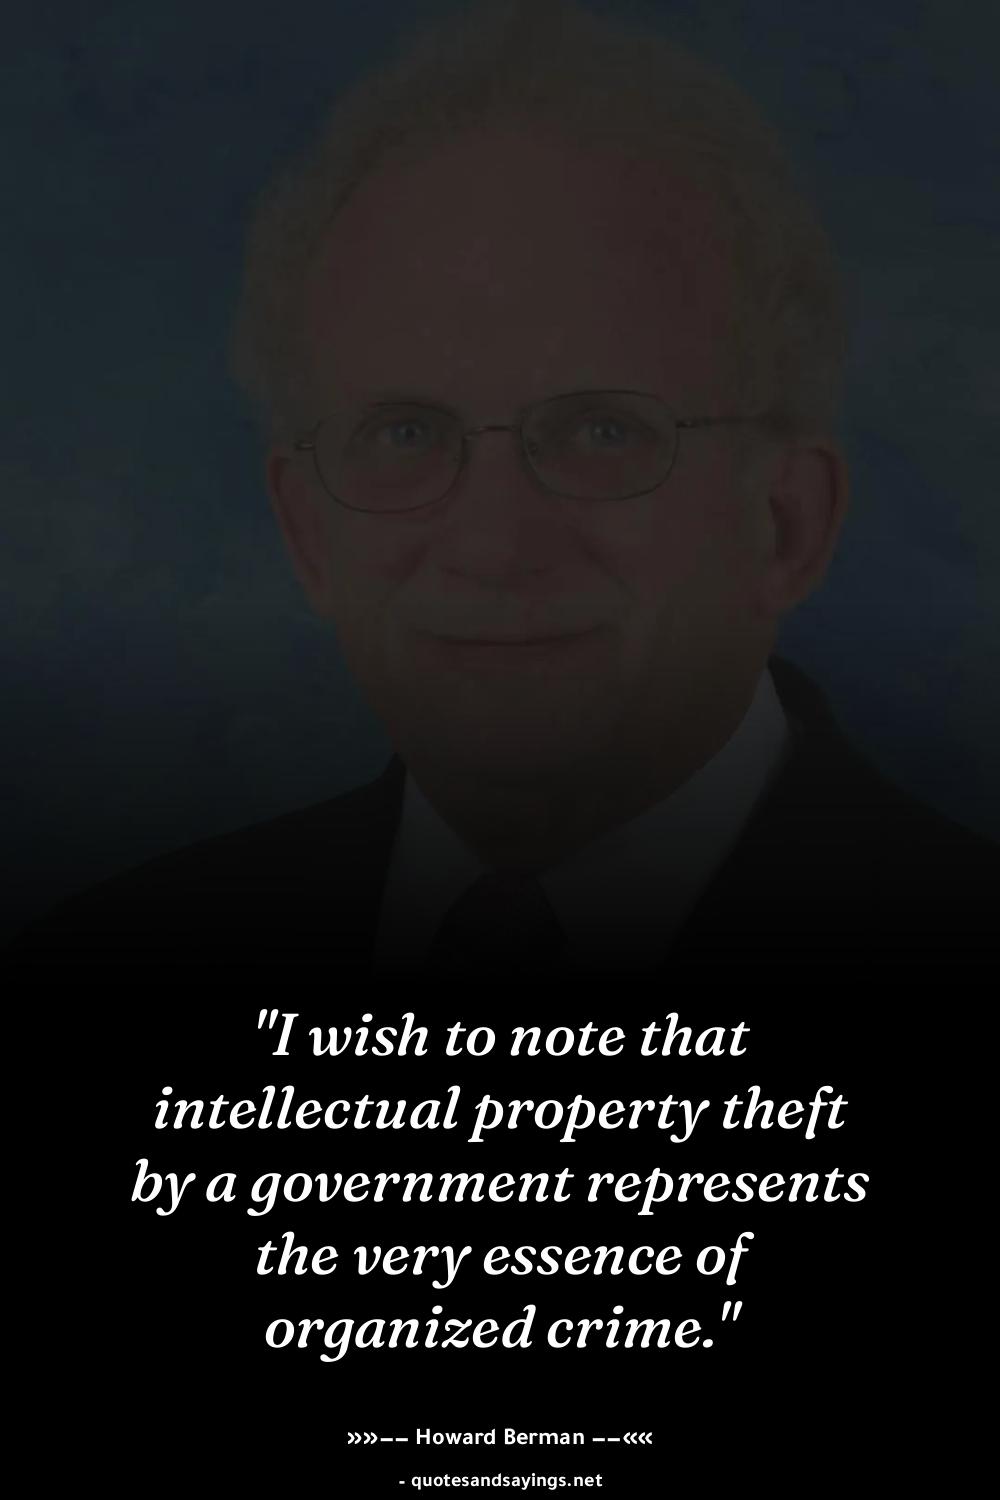 "I wish to note that
intellectual property theft
by a government represents
the very essence of
organized crime."
»»–– Howard Berman ––««
- quotesandsayings.net